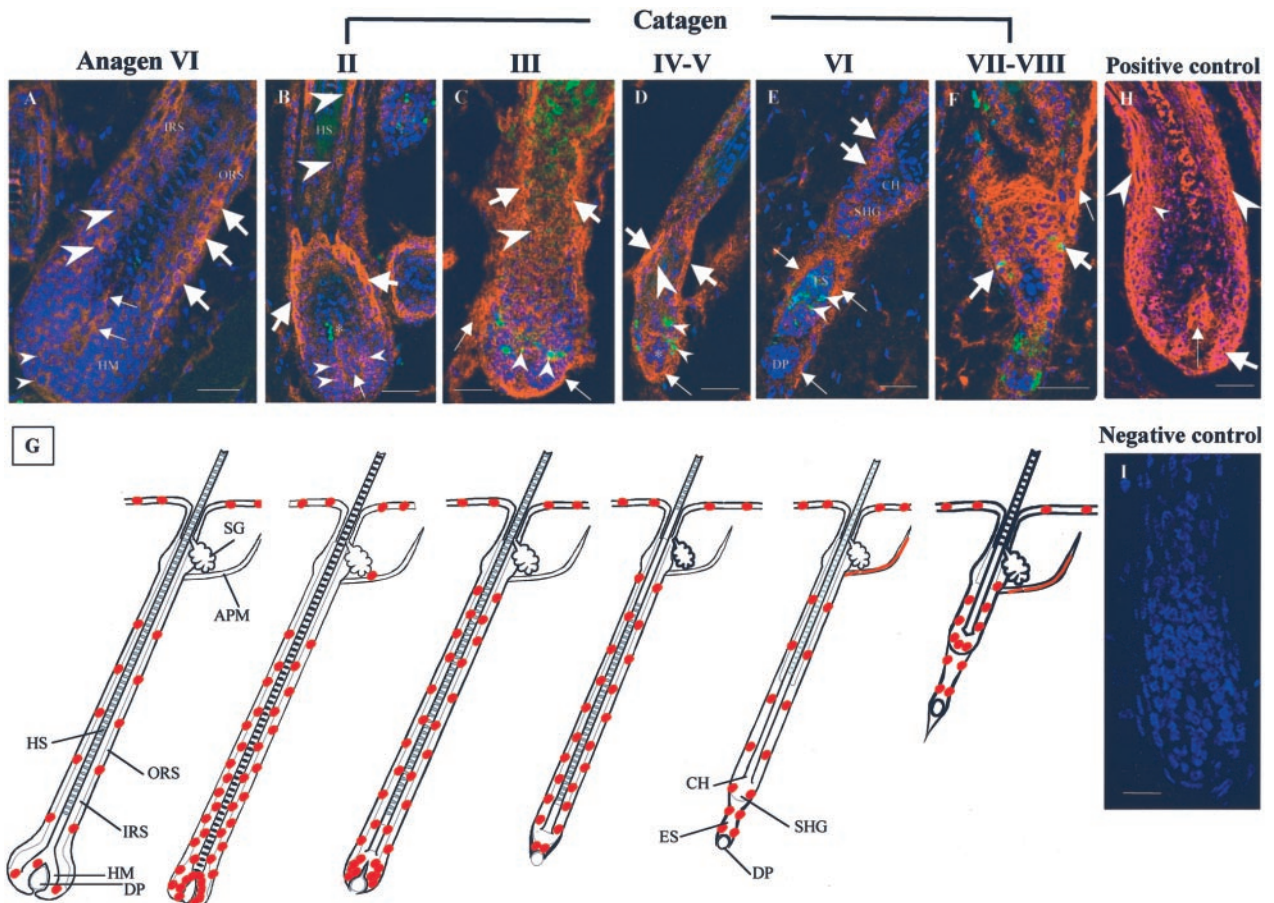 Catagen
Anagen VI
II
III
IV-V
VI
VII-VIII
Positive control
A
IRS
ORS
HM
B
HS
*
C
D
*
E
CH
SHG
ES
DP
F
H
G
SG
APM
HS
ORS
IRS
HM
DP
CH
SHG
ES
DP
Negative control
I